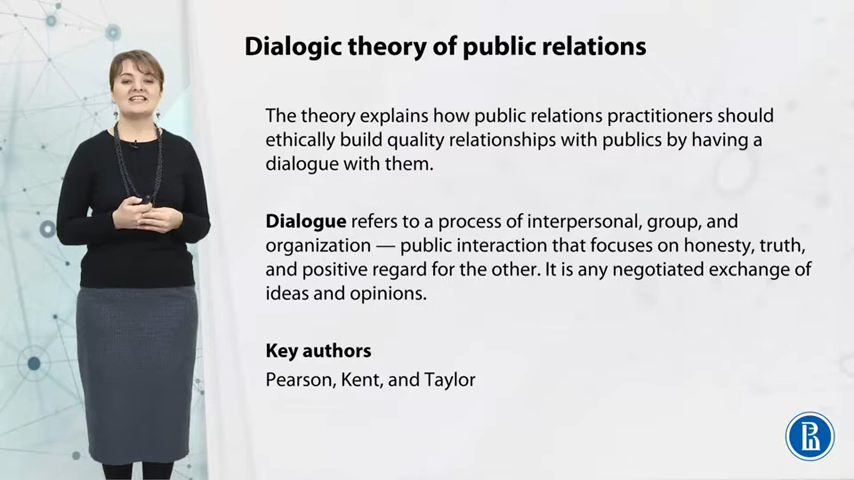 Dialogic theory of public relations
The theory explains how public relations practitioners should
ethically build quality relationships with publics by having a
dialogue with them.
Dialogue refers to a process of interpersonal, group, and
organization — public interaction that focuses on honesty, truth,
and positive regard for the other. It is any negotiated exchange of
ideas and opinions.
Key authors
Pearson, Kent, and Taylor